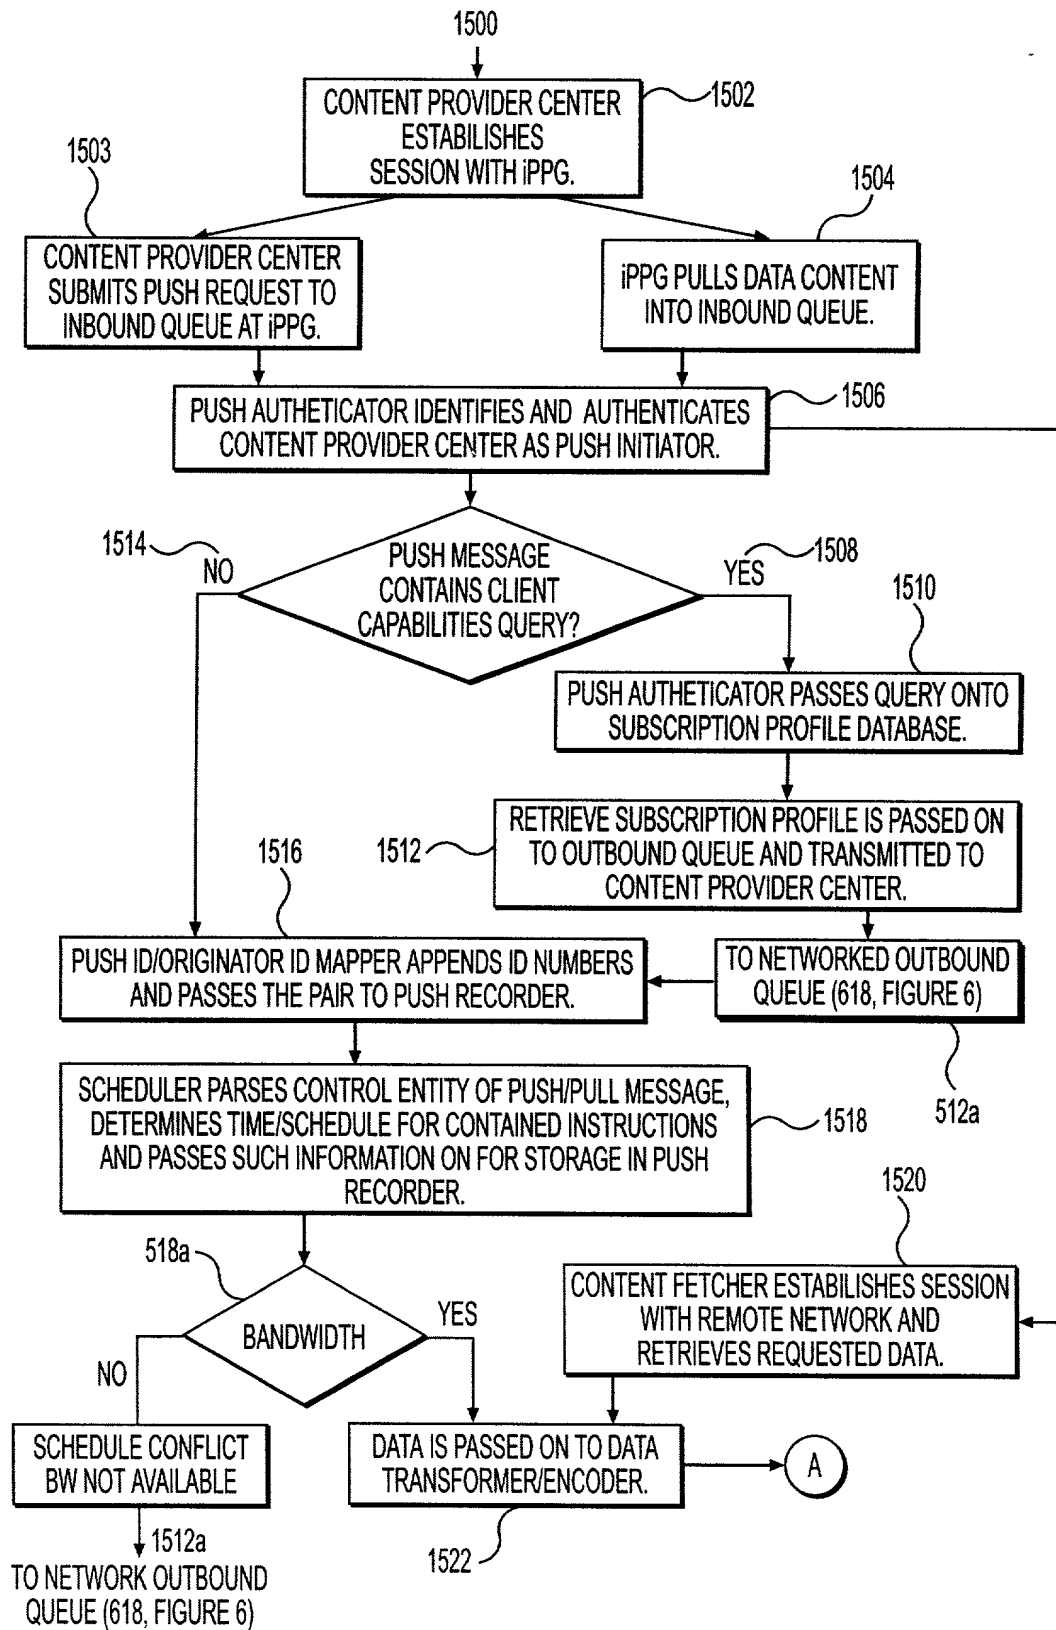 1500
CONTENT PROVIDER CENTER
ESTABILISHES
SESSION WITH iPPG.
1502
1503
CONTENT PROVIDER CENTER
SUBMITS PUSH REQUEST TO
INBOUND QUEUE AT iPPG.
1504
iPPG PULLS DATA CONTENT
INTO INBOUND QUEUE.
PUSH AUTHETICATOR IDENTIFIES AND AUTHENTICATES
CONTENT PROVIDER CENTER AS PUSH INITIATOR.
1506
1514
NO
PUSH MESSAGE
CONTAINS CLIENT
CAPABILITIES QUERY?
YES
1508
1510
PUSH AUTHETICATOR PASSES QUERY ONTO
SUBSCRIPTION PROFILE DATABASE.
1512
RETRIEVE SUBSCRIPTION PROFILE IS PASSED ON
TO OUTBOUND QUEUE AND TRANSMITTED TO
CONTENT PROVIDER CENTER.
1516
PUSH ID/ORIGINATOR ID MAPPER APPENDS ID NUMBERS
AND PASSES THE PAIR TO PUSH RECORDER.
TO NETWORKED OUTBOUND
QUEUE (618, FIGURE 6)
512a
SCHEDULER PARSES CONTROL ENTITY OF PUSH/PULL MESSAGE,
DETERMINES TIME/SCHEDULE FOR CONTAINED INSTRUCTIONS
AND PASSES SUCH INFORMATION ON FOR STORAGE IN PUSH
RECORDER.
1518
1520
CONTENT FETCHER ESTABILISHES SESSION
WITH REMOTE NETWORK AND
RETRIEVES REQUESTED DATA.
518a
BANDWIDTH
YES
NO
SCHEDULE CONFLICT
BW NOT AVAILABLE
DATA IS PASSED ON TO DATA
TRANSFORMER/ENCODER.
A
1522
1512a
TO NETWORK OUTBOUND
QUEUE (618, FIGURE 6)